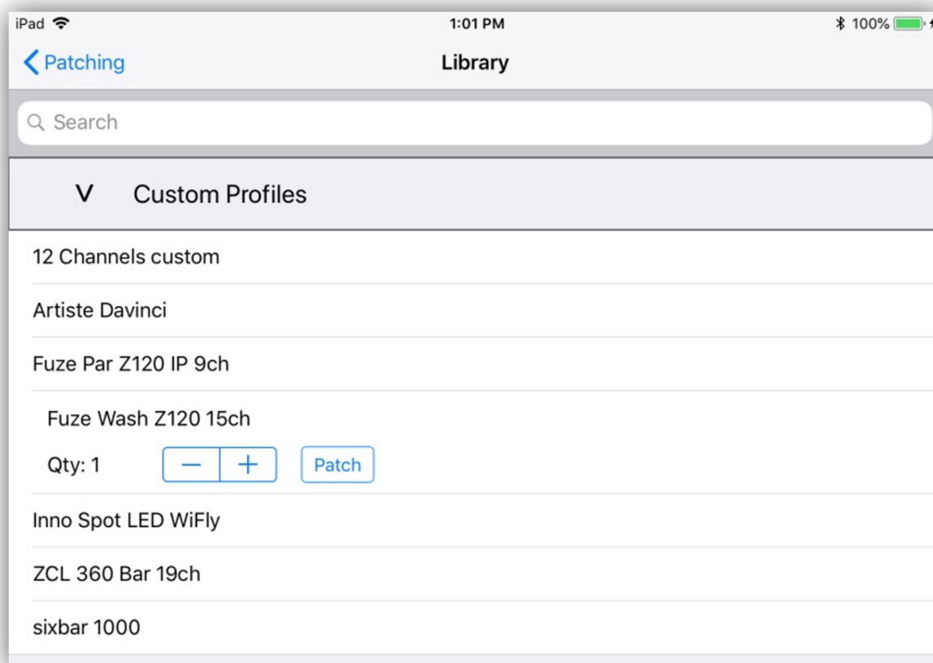 iPad 1:01 PM 100%
Patching Library
Search
V Custom Profiles
12 Channels custom
Artiste Davinci
Fuze Par Z120 IP 9ch
Fuze Wash Z120 15ch
Qty: 1 − + Patch
Inno Spot LED WiFly
ZCL 360 Bar 19ch
sixbar 1000